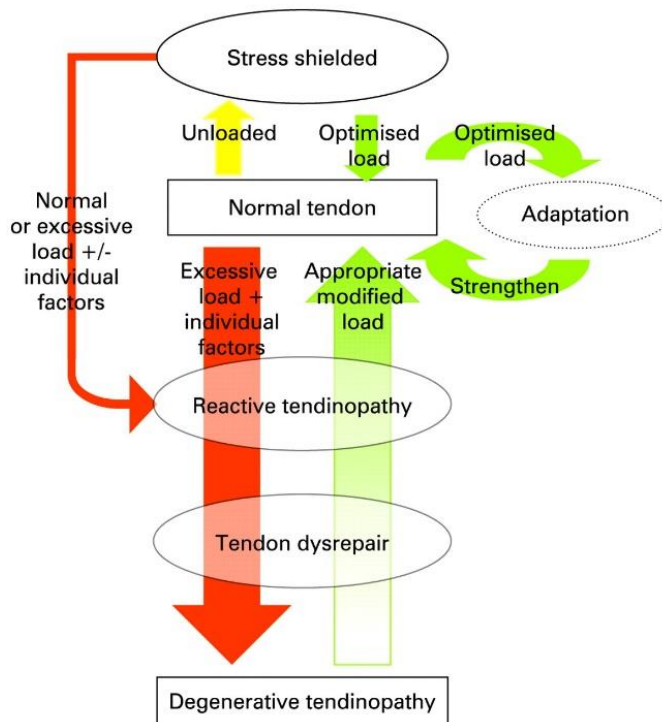 Stress shielded
Unloaded
Optimised
load
Optimised
load
Normal tendon
Adaptation
Normal
or excessive
load +/-
individual
factors
Excessive
load +
individual
factors
Appropriate
modified
load
Strengthen
Reactive tendinopathy
Tendon dysrepair
Degenerative tendinopathy